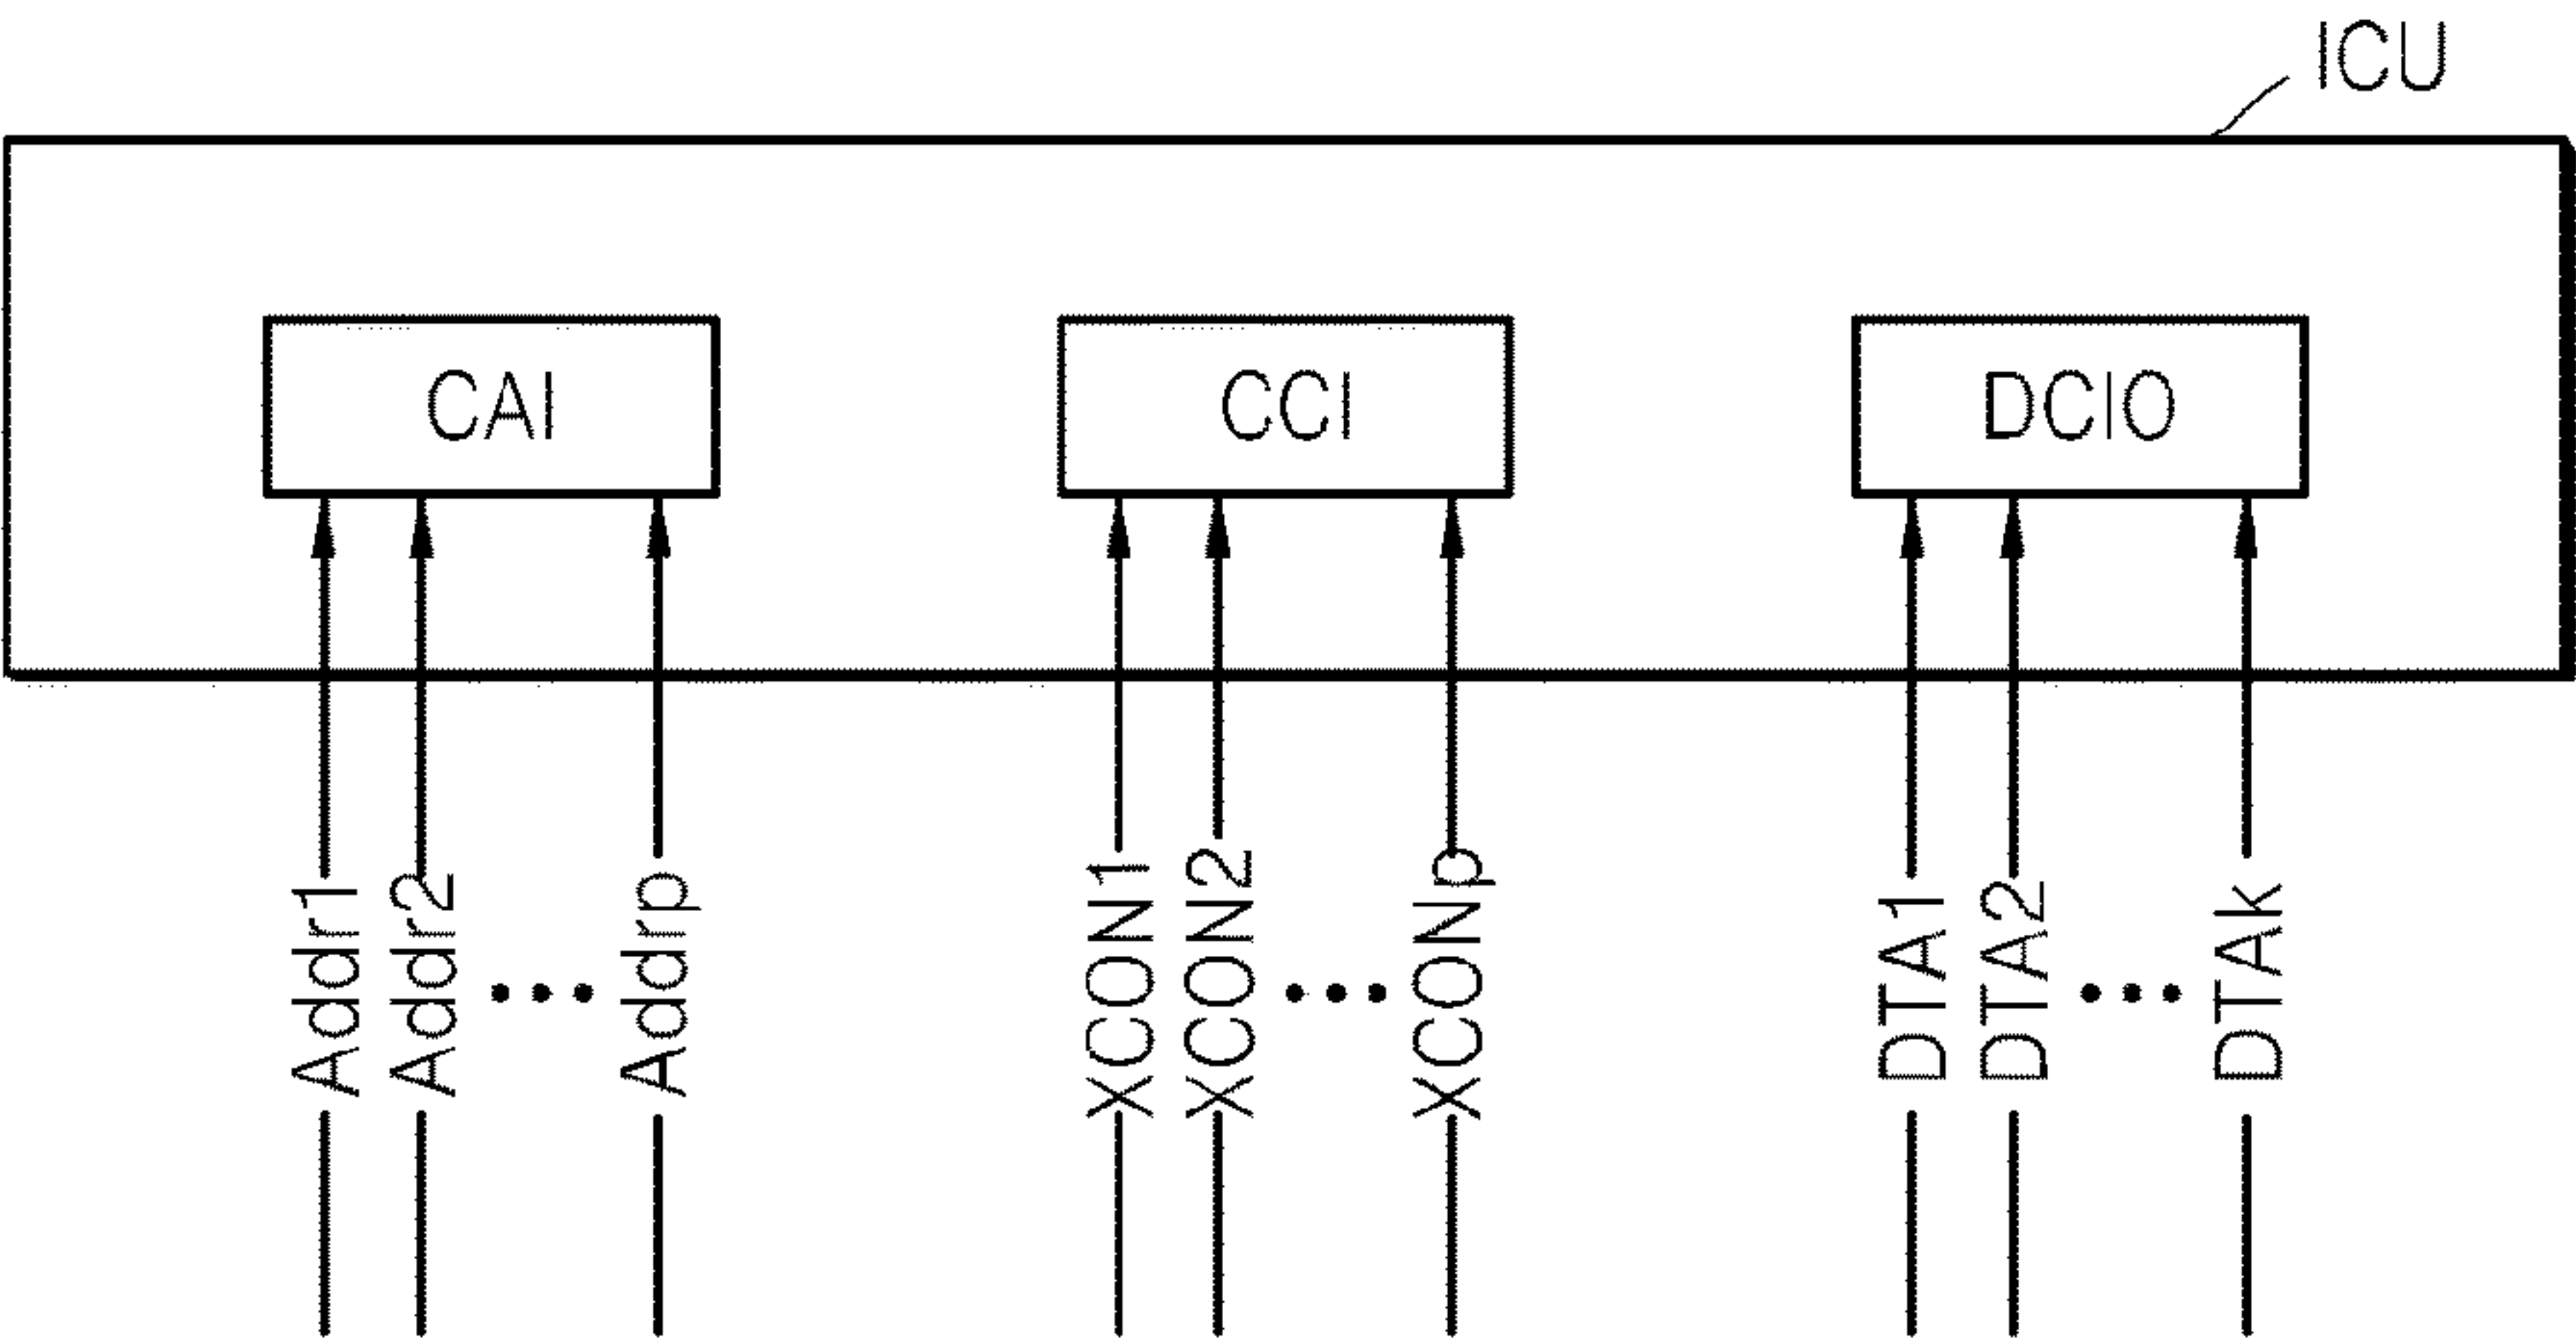 ICU
CAI
CCI
DCIO
Addr1
Addr2
Addrp
XCON1
XCON2
XCONp
DTA1
DTA2
DTAk